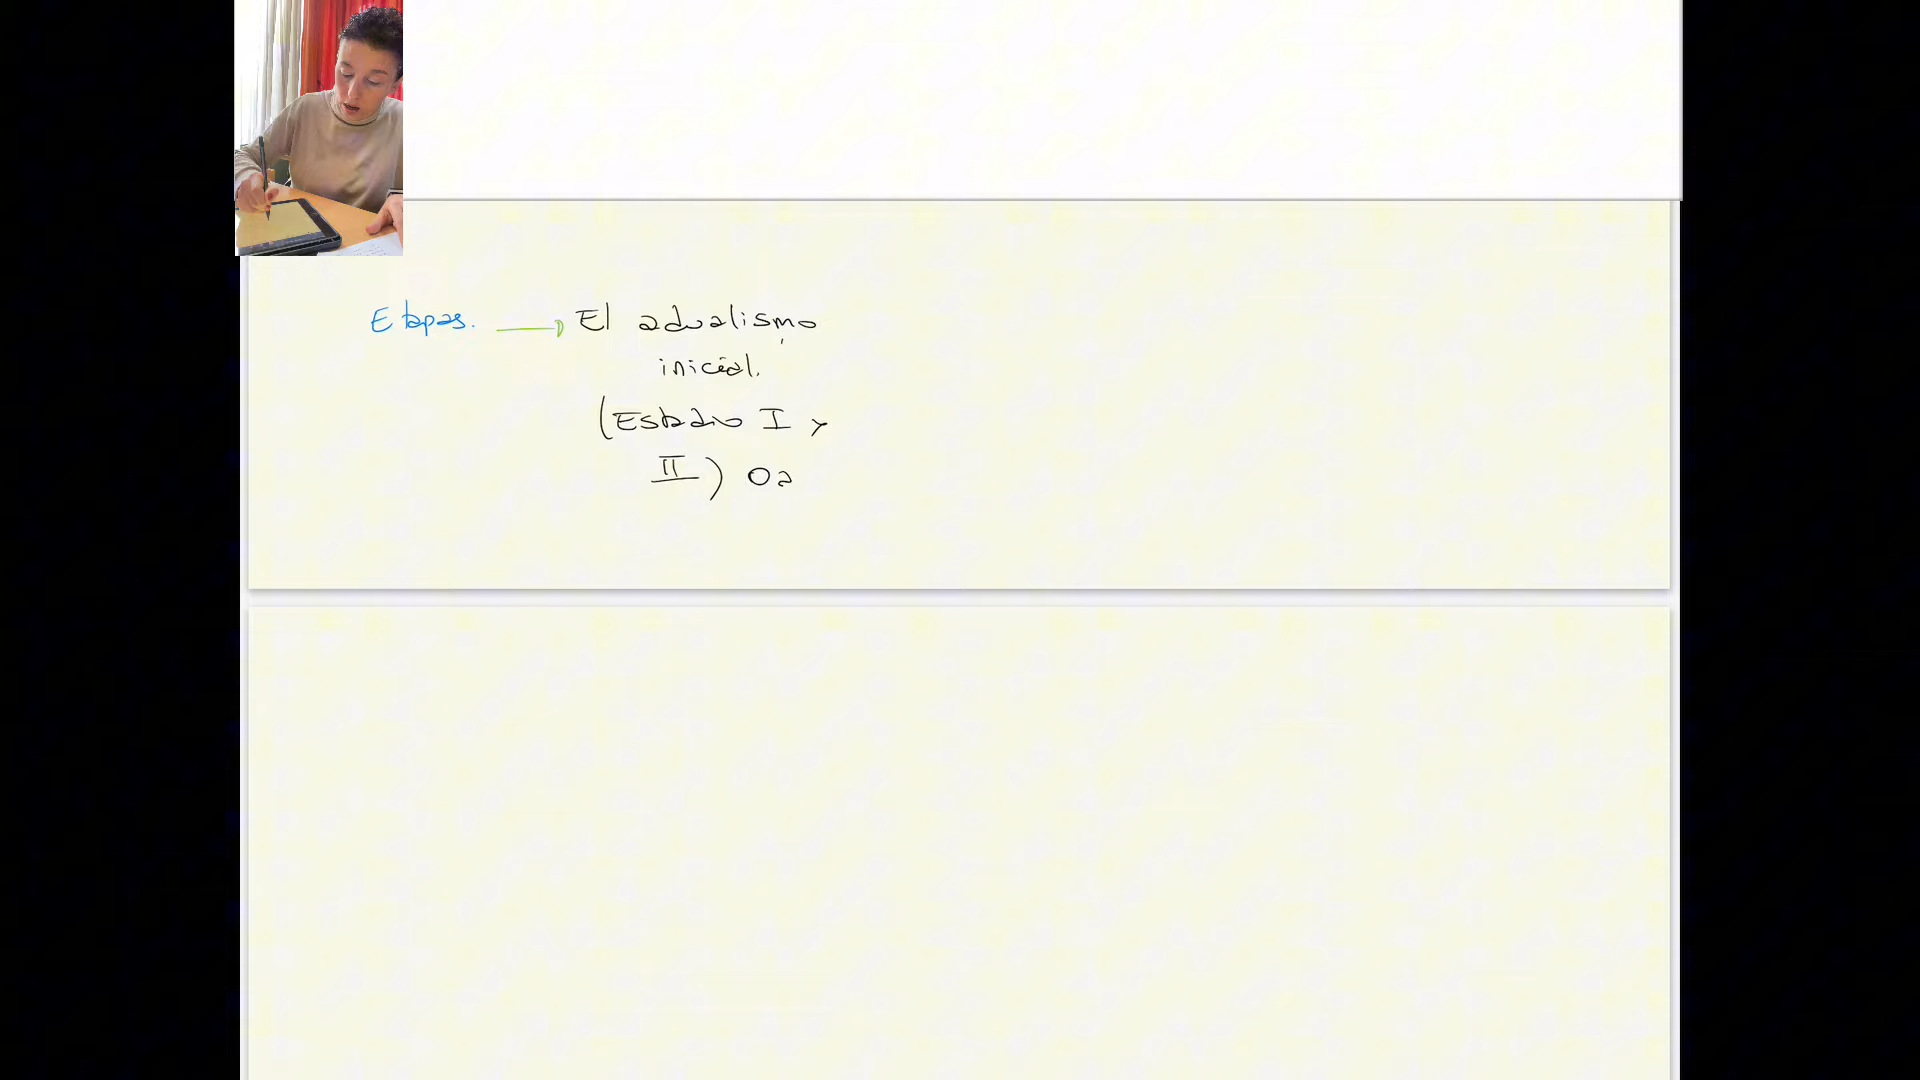 Etapas. El adualismo
inicial.
(Estadio I y
II) 0a